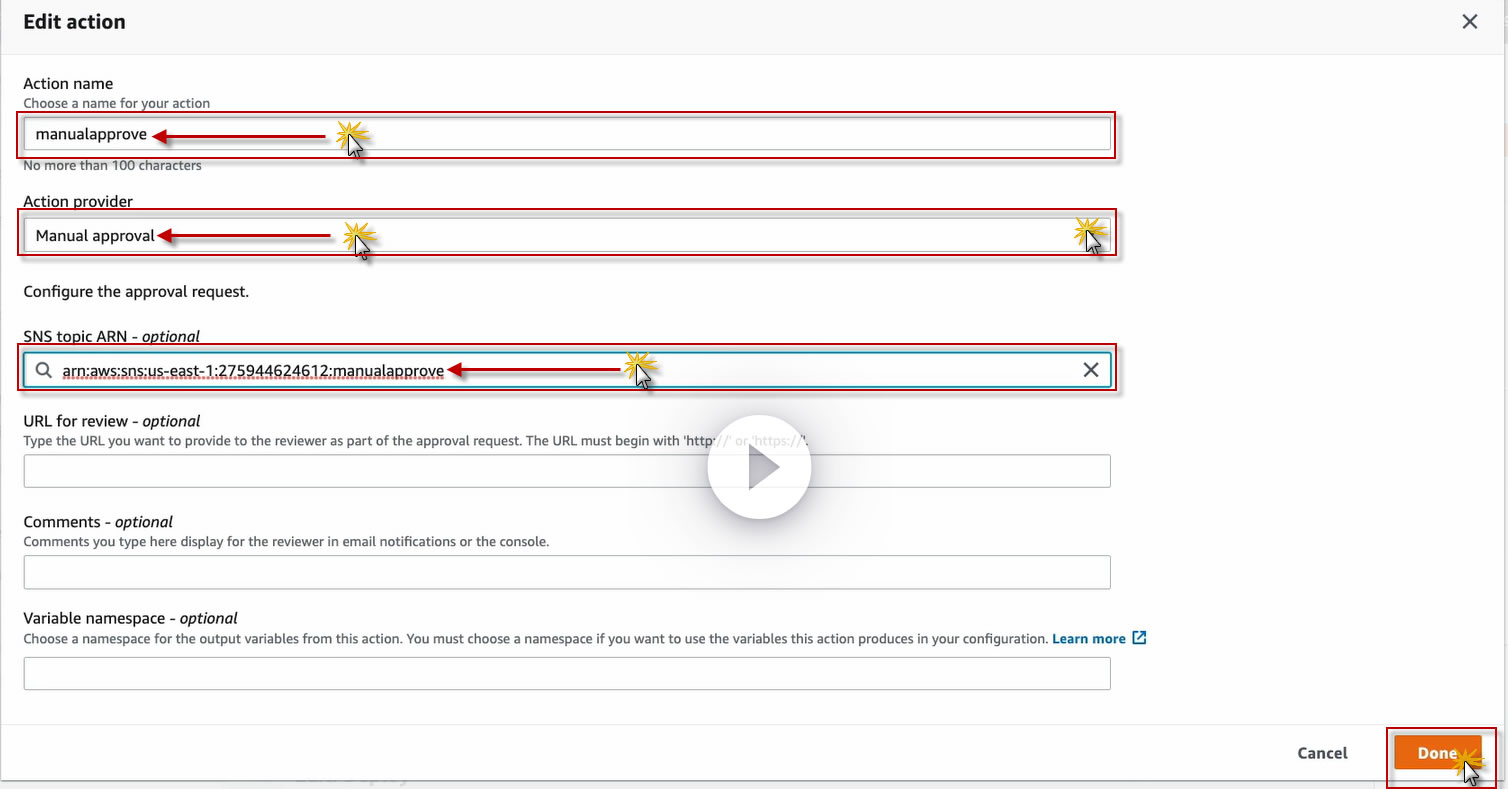 Edit action
Action name
Choose a name for your action
manualapprove
No more than 100 characters
Action provider
Manual approval
Configure the approval request.
SNS topic ARN - optional
arn:aws:sns:us-east-1:275944624612:manualapprove
URL for review - optional
Type the URL you want to provide to the reviewer as part of the approval request. The URL must begin with 'http://' or 'https://'.
Comments - optional
Comments you type here display for the reviewer in email notifications or the console.
Variable namespace - optional
Choose a namespace for the output variables from this action. You must choose a namespace if you want to use the variables this action produces in your configuration. Learn more
Cancel
Done